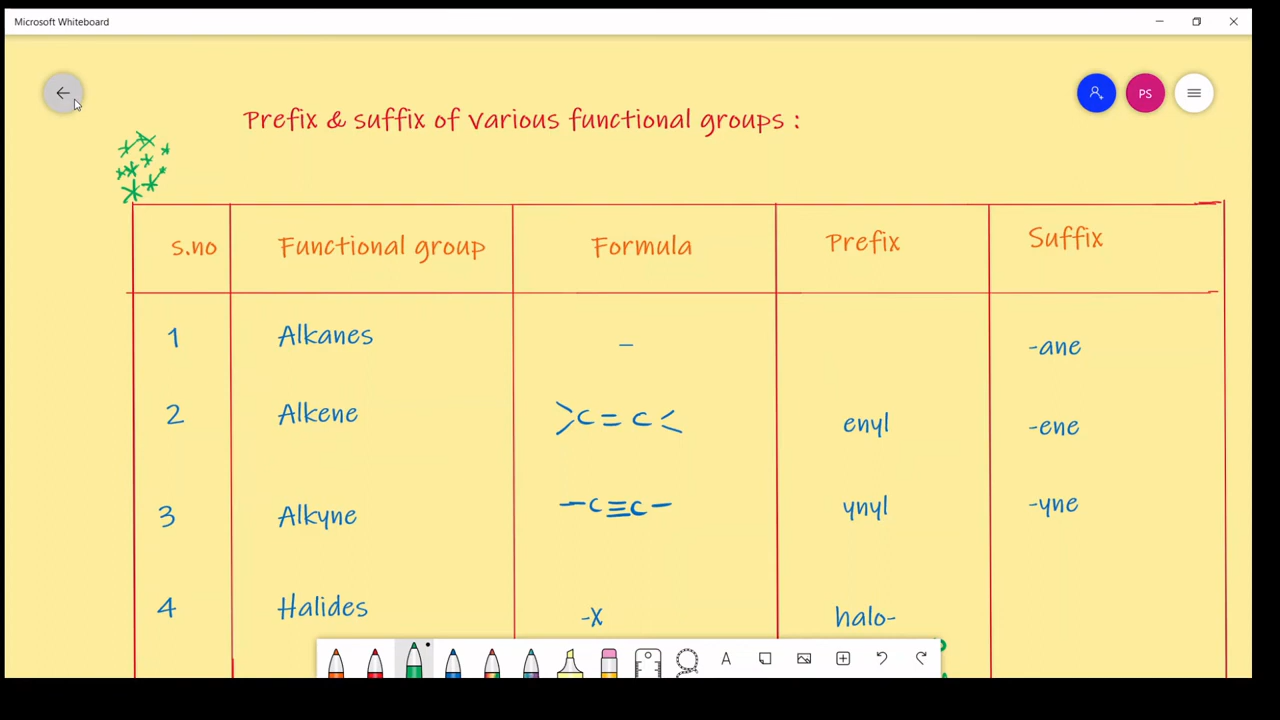 Microsoft Whiteboard
PS
Prefix & suffix of various functional groups :
s.no Functional group Formula Prefix Suffix
1 Alkanes – -ane
2 Alkene >C=C< enyl -ene
3 Alkyne -C≡C- ynyl -yne
4 Halides -X halo-
A